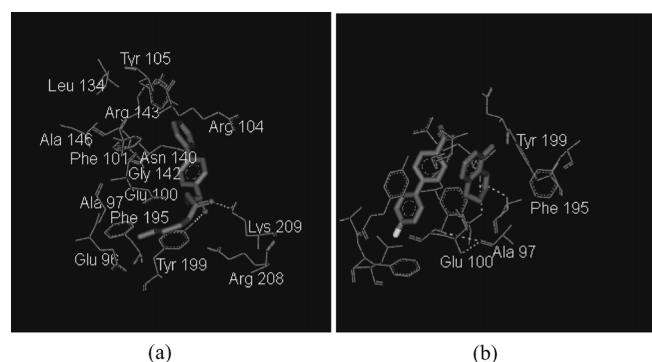 Tyr 105
Leu 134
Arg 143
Arg 104
Ala 146
Phe 101
Asn 140
Gly 142
Glu 100
Ala 97
Phe 195
Lys 209
Glu 96
Tyr 199
Arg 208
(a)
Tyr 199
Phe 195
Glu 100
Ala 97
(b)